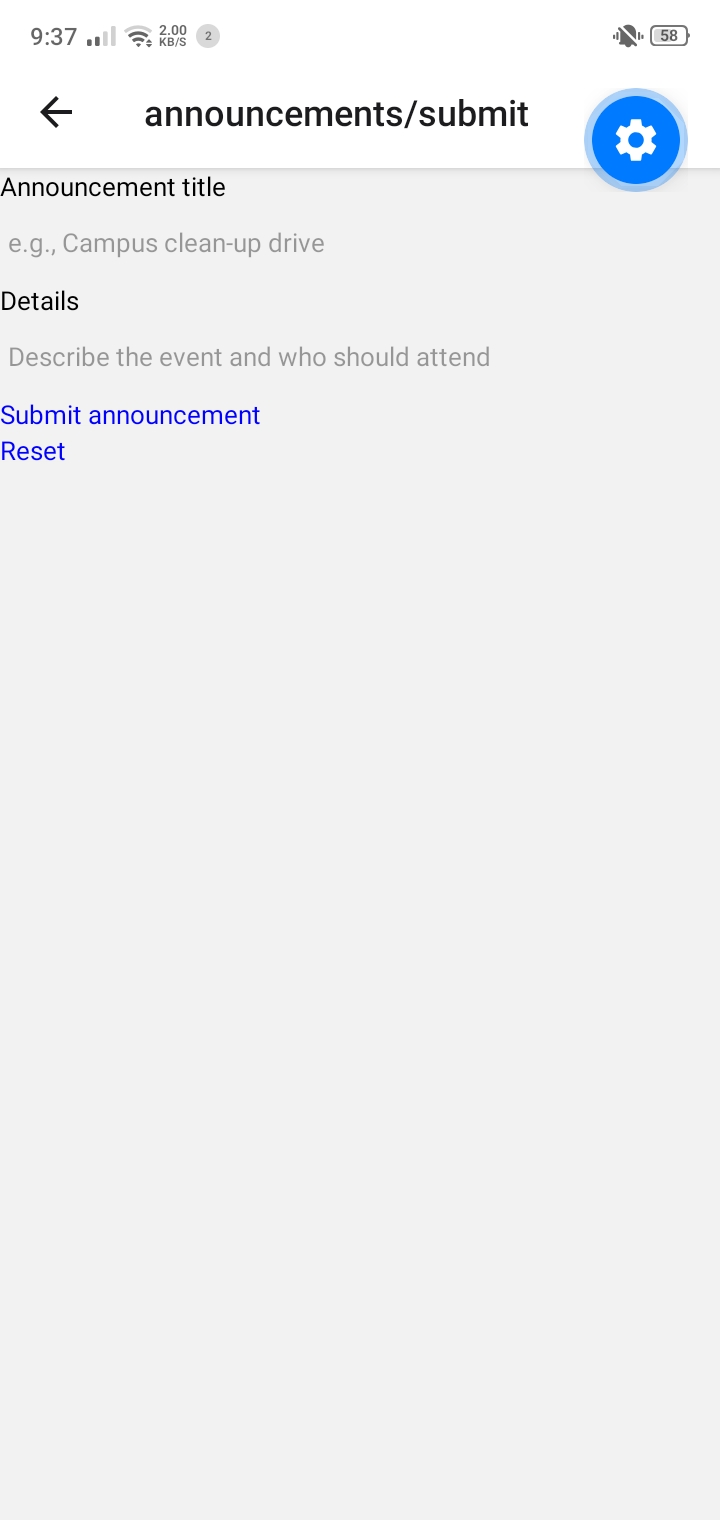 9:37
2.00
KB/S
2
58
announcements/submit
Announcement title
e.g., Campus clean-up drive
Details
Describe the event and who should attend
Submit announcement
Reset